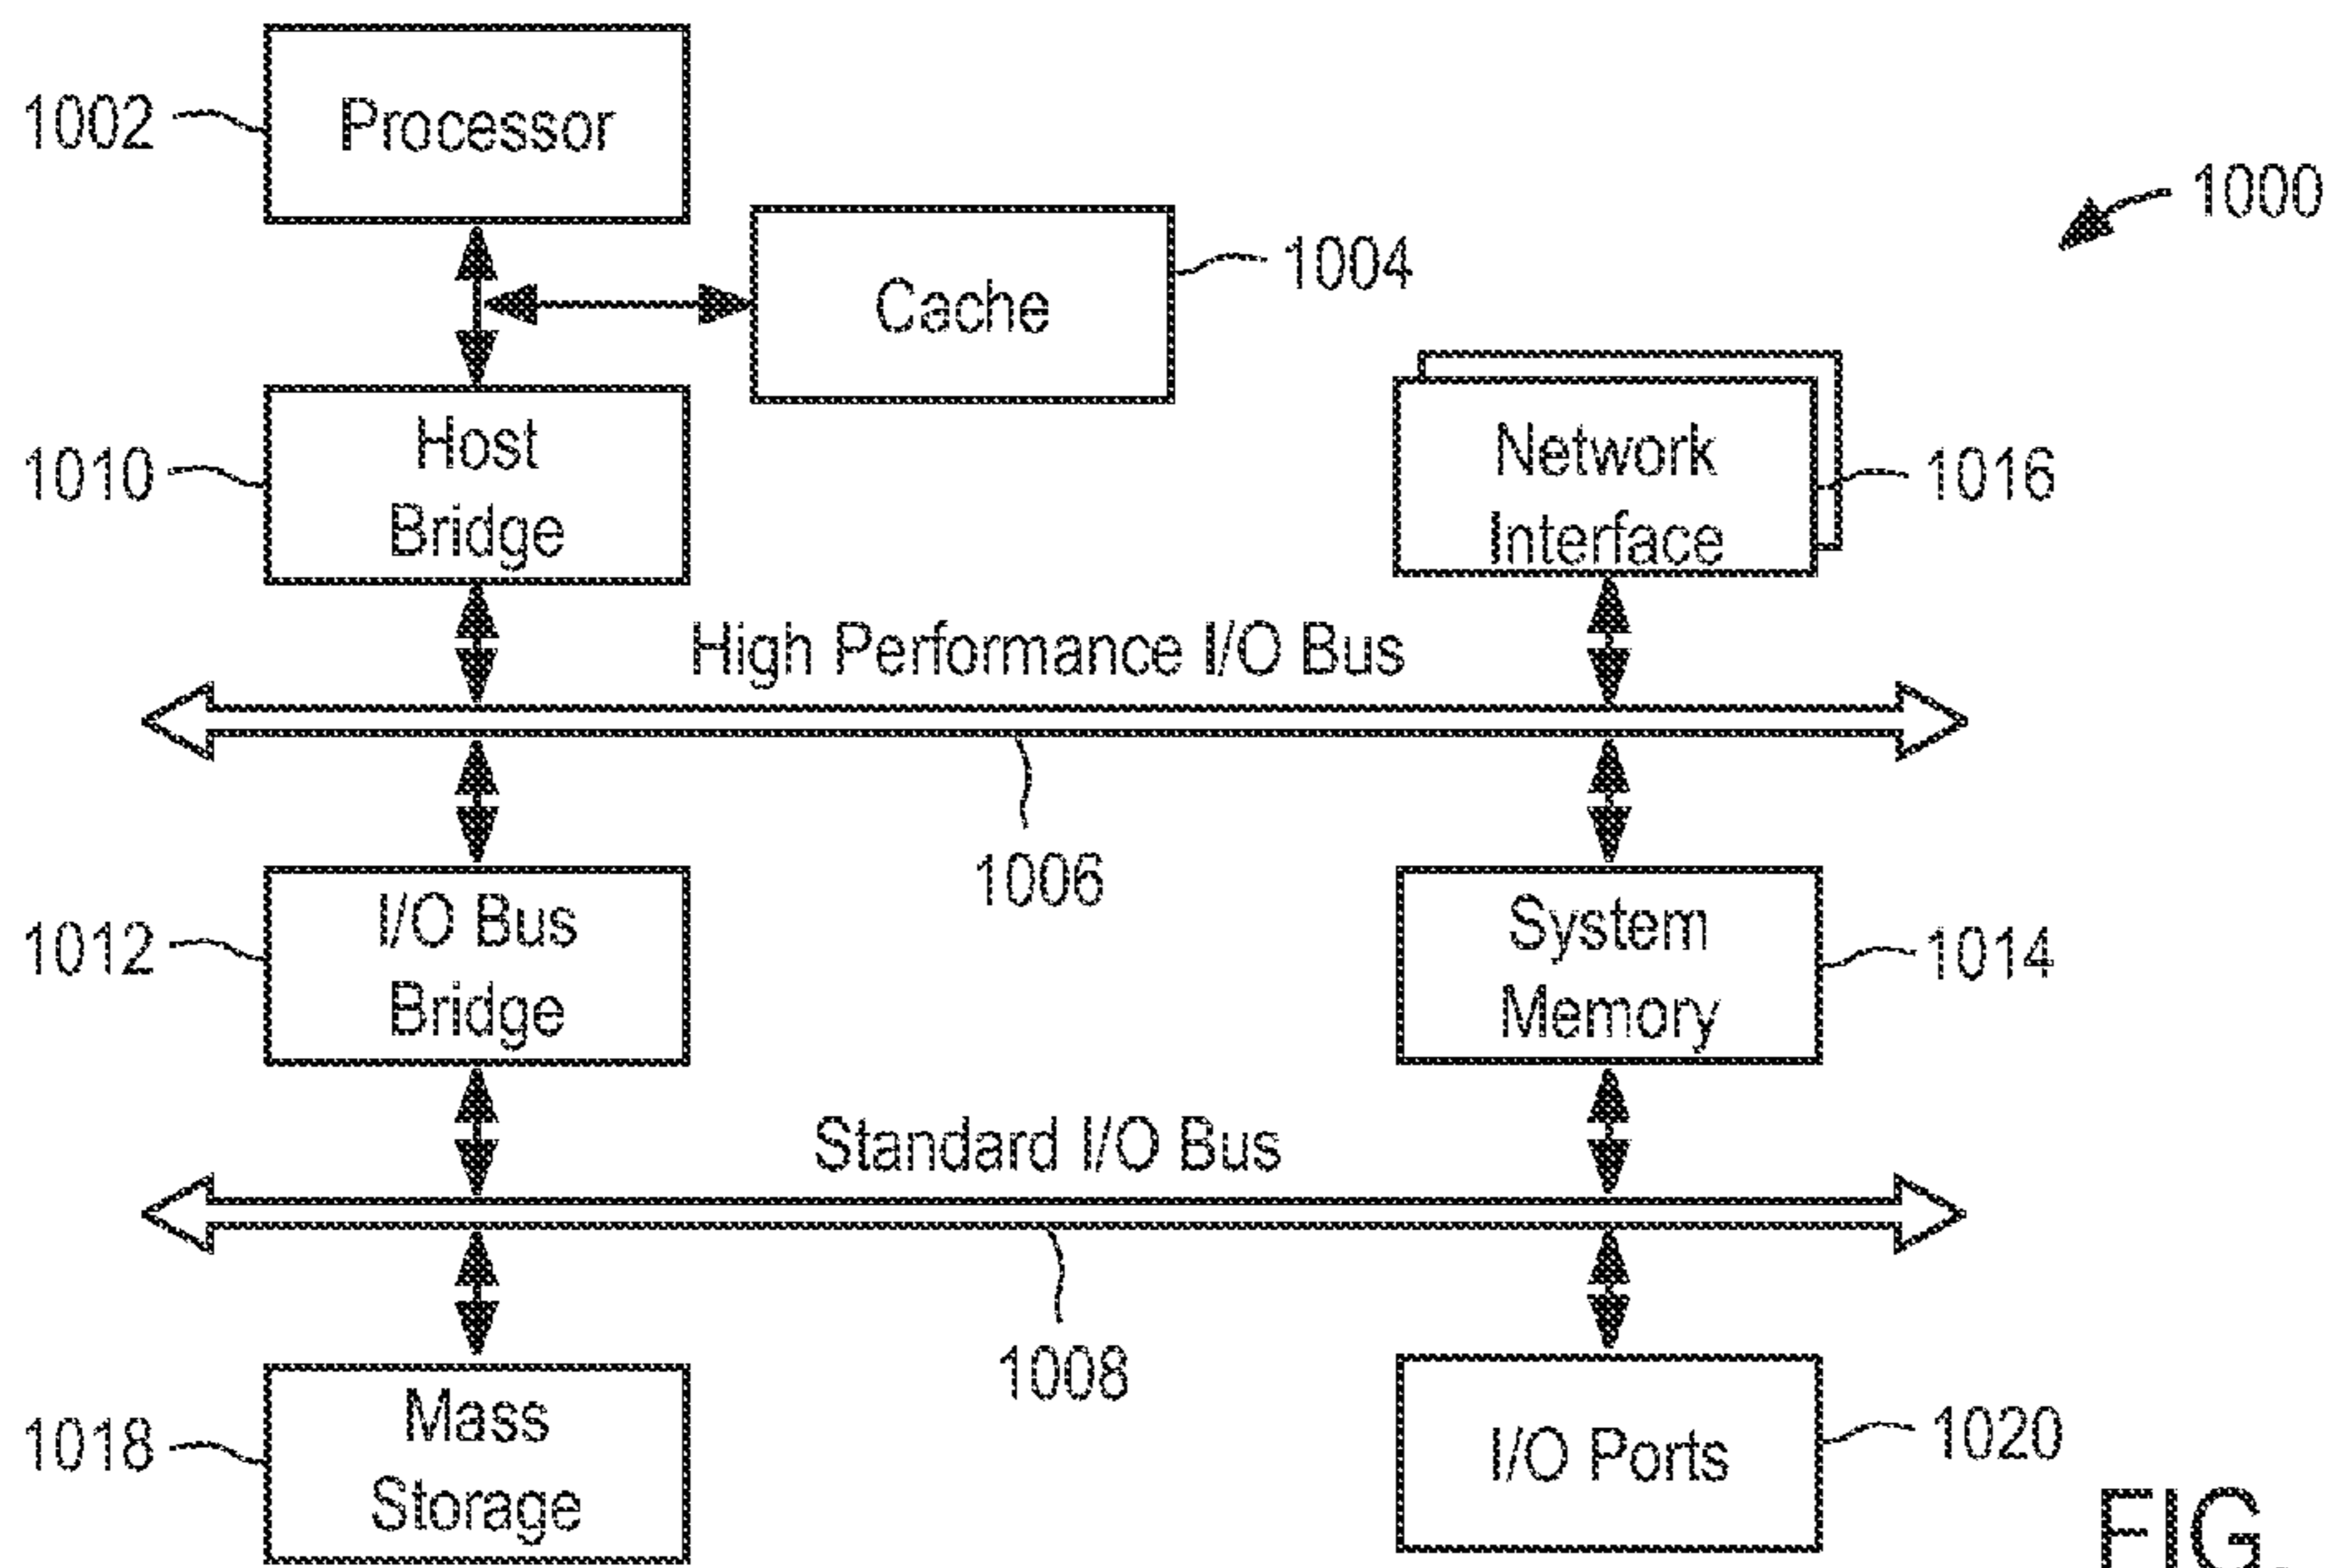 1002
Processor
1000
1004
Cache
1010
Host
Bridge
Network
Interface
1016
High Performance I/O Bus
1006
1012
I/O Bus
Bridge
System
Memory
1014
Standard I/O Bus
1008
1018
Mass
Storage
I/O Ports
1020
FIG.